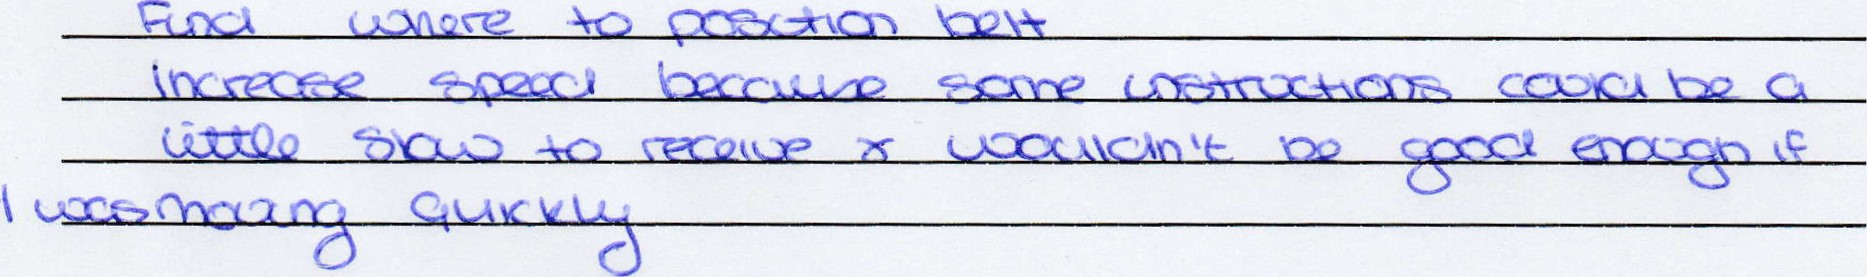 Find where to position belt
increase speed because some instructions could be a
little slow to receive & wouldn't be good enough if
I was moving quickly